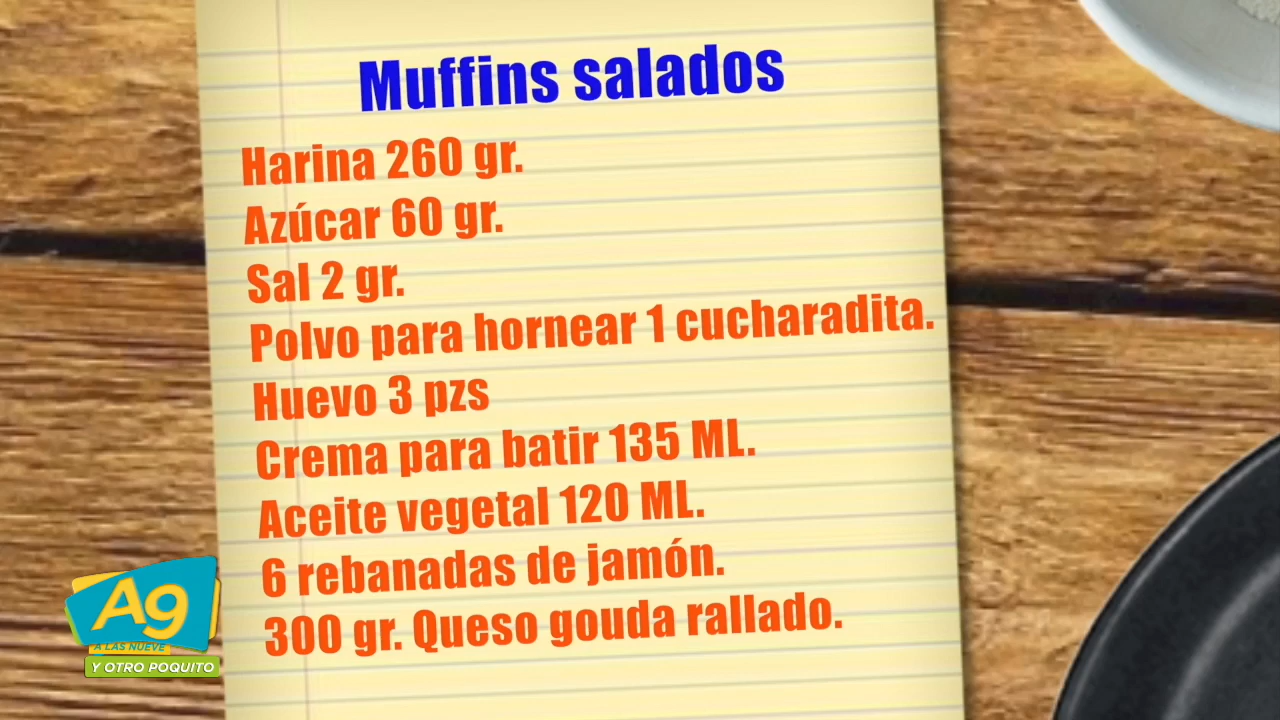 Muffins salados
Harina 260 gr.
Azúcar 60 gr.
Sal 2 gr.
Polvo para hornear 1 cucharadita.
Huevo 3 pzs
Crema para batir 135 ML.
Aceite vegetal 120 ML.
6 rebanadas de jamón.
300 gr. Queso gouda rallado.
A9
A LAS NUEVE
Y OTRO POQUITO